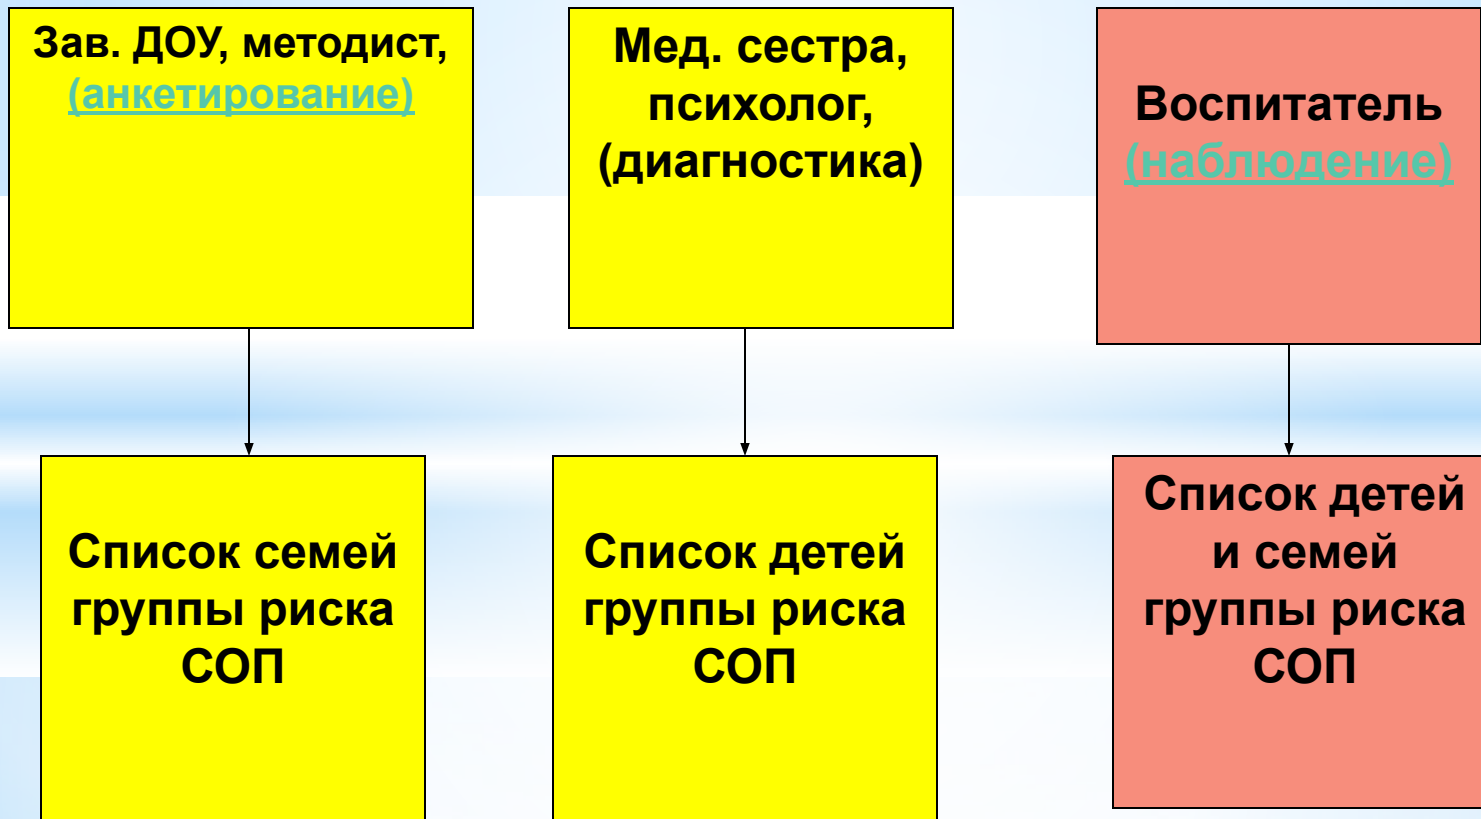 Зав. ДОУ, методист,
(анкетирование)
Мед. сестра,
психолог,
(диагностика)
Воспитатель
(наблюдение)
Список семей
группы риска
СОП
Список детей
группы риска
СОП
Список детей
и семей
группы риска
СОП